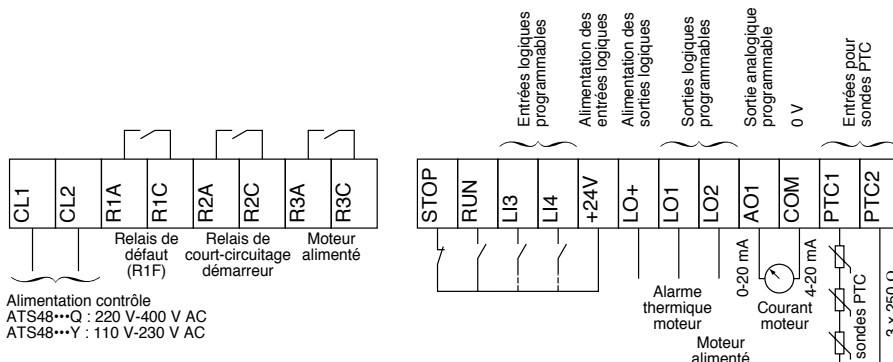 Entrées logiques
programmables
Alimentation des
entrées logiques
Alimentation des
sorties logiques
Sorties logiques
programmables
Sortie analogique
programmable
0 V
Entrées pour
sondes PTC
CL1
CL2
R1A
R1C
R2A
R2C
R3A
R3C
STOP
RUN
LI3
LI4
+24V
LO+
LO1
LO2
AO1
COM
PTC1
PTC2
Relais de
défaut
(R1F)
Relais de
court-circuitage
démarreur
Moteur
alimenté
Alimentation contrôle
ATS48•••Q : 220 V-400 V AC
ATS48•••Y : 110 V-230 V AC
Alarme
thermique
moteur
Moteur
alimenté
0-20 mA
4-20 mA
Courant
moteur
sondes PTC
3 x 250 Ω